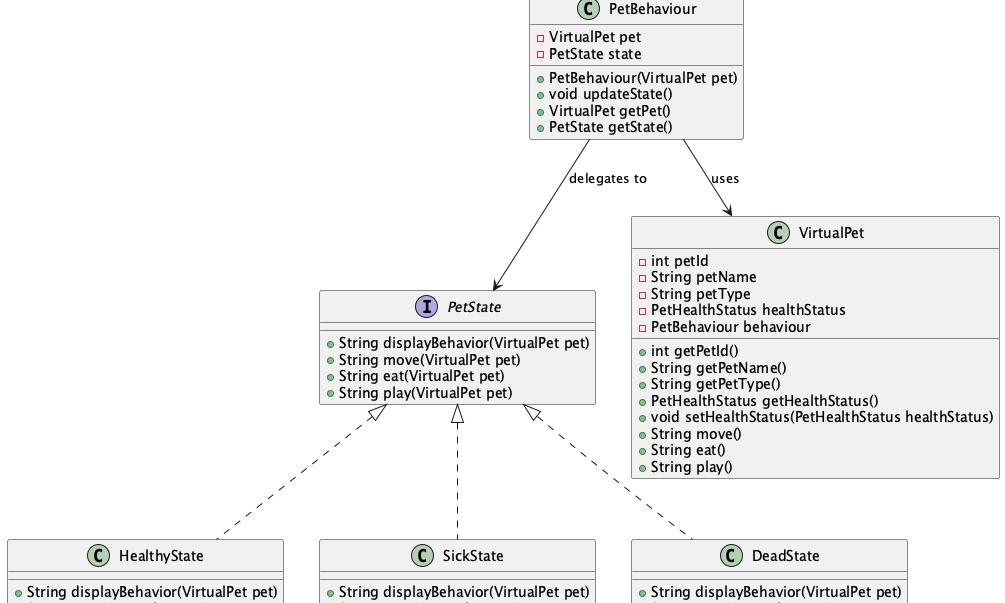 C PetBehaviour
VirtualPet pet
PetState state
PetBehaviour(VirtualPet pet)
void updateState()
VirtualPet getPet()
PetState getState()
delegates to
uses
C VirtualPet
int petId
String petName
String petType
PetHealthStatus healthStatus
PetBehaviour behaviour
int getPetId()
String getPetName()
String getPetType()
PetHealthStatus getHealthStatus()
void setHealthStatus(PetHealthStatus healthStatus)
String move()
String eat()
String play()
I PetState
String displayBehavior(VirtualPet pet)
String move(VirtualPet pet)
String eat(VirtualPet pet)
String play(VirtualPet pet)
C HealthyState
String displayBehavior(VirtualPet pet)
C SickState
String displayBehavior(VirtualPet pet)
C DeadState
String displayBehavior(VirtualPet pet)